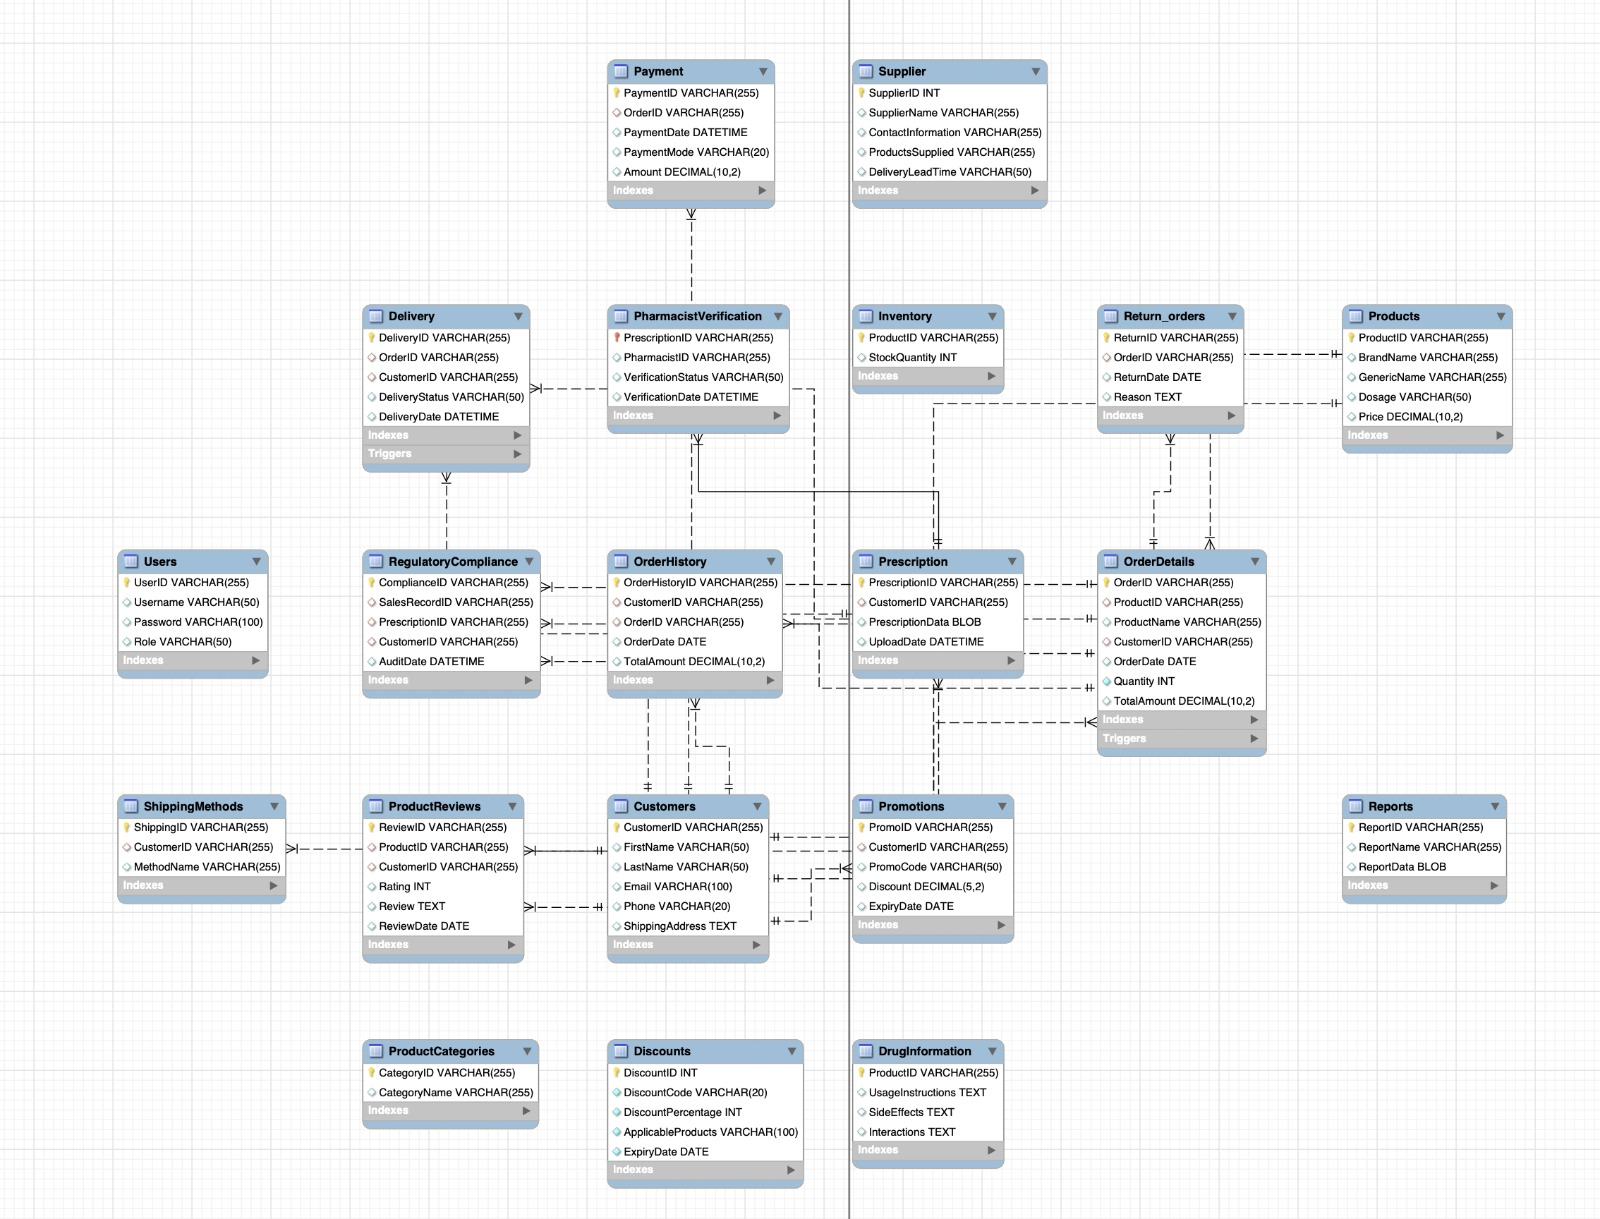 Payment
PaymentID VARCHAR(255)
OrderID VARCHAR(255)
PaymentDate DATETIME
PaymentMode VARCHAR(20)
Amount DECIMAL(10,2)
Indexes
Supplier
SupplierID INT
SupplierName VARCHAR(255)
ContactInformation VARCHAR(255)
ProductsSupplied VARCHAR(255)
DeliveryLeadTime VARCHAR(50)
Indexes
Delivery
DeliveryID VARCHAR(255)
OrderID VARCHAR(255)
CustomerID VARCHAR(255)
DeliveryStatus VARCHAR(50)
DeliveryDate DATETIME
Indexes
Triggers
PharmacistVerification
PrescriptionID VARCHAR(255)
PharmacistID VARCHAR(255)
VerificationStatus VARCHAR(50)
VerificationDate DATETIME
Indexes
Inventory
ProductID VARCHAR(255)
StockQuantity INT
Indexes
Return_orders
ReturnID VARCHAR(255)
OrderID VARCHAR(255)
ReturnDate DATE
Reason TEXT
Indexes
Products
ProductID VARCHAR(255)
BrandName VARCHAR(255)
GenericName VARCHAR(255)
Dosage VARCHAR(50)
Price DECIMAL(10,2)
Indexes
Users
UserID VARCHAR(255)
Username VARCHAR(50)
Password VARCHAR(100)
Role VARCHAR(50)
Indexes
RegulatoryCompliance
ComplianceID VARCHAR(255)
SalesRecordID VARCHAR(255)
PrescriptionID VARCHAR(255)
CustomerID VARCHAR(255)
AuditDate DATETIME
Indexes
OrderHistory
OrderHistoryID VARCHAR(255)
CustomerID VARCHAR(255)
OrderID VARCHAR(255)
OrderDate DATE
TotalAmount DECIMAL(10,2)
Indexes
Prescription
PrescriptionID VARCHAR(255)
CustomerID VARCHAR(255)
PrescriptionData BLOB
UploadDate DATETIME
Indexes
OrderDetails
OrderID VARCHAR(255)
ProductID VARCHAR(255)
ProductName VARCHAR(255)
CustomerID VARCHAR(255)
OrderDate DATE
Quantity INT
TotalAmount DECIMAL(10,2)
Indexes
Triggers
ShippingMethods
ShippingID VARCHAR(255)
CustomerID VARCHAR(255)
MethodName VARCHAR(255)
Indexes
ProductReviews
ReviewID VARCHAR(255)
ProductID VARCHAR(255)
CustomerID VARCHAR(255)
Rating INT
Review TEXT
ReviewDate DATE
Indexes
Customers
CustomerID VARCHAR(255)
FirstName VARCHAR(50)
LastName VARCHAR(50)
Email VARCHAR(100)
Phone VARCHAR(20)
ShippingAddress TEXT
Indexes
Promotions
PromoID VARCHAR(255)
CustomerID VARCHAR(255)
PromoCode VARCHAR(50)
Discount DECIMAL(5,2)
ExpiryDate DATE
Indexes
Reports
ReportID VARCHAR(255)
ReportName VARCHAR(255)
ReportData BLOB
Indexes
ProductCategories
CategoryID VARCHAR(255)
CategoryName VARCHAR(255)
Indexes
Discounts
DiscountID INT
DiscountCode VARCHAR(20)
DiscountPercentage INT
ApplicableProducts VARCHAR(100)
ExpiryDate DATE
Indexes
DrugInformation
ProductID VARCHAR(255)
UsageInstructions TEXT
SideEffects TEXT
Interactions TEXT
Indexes